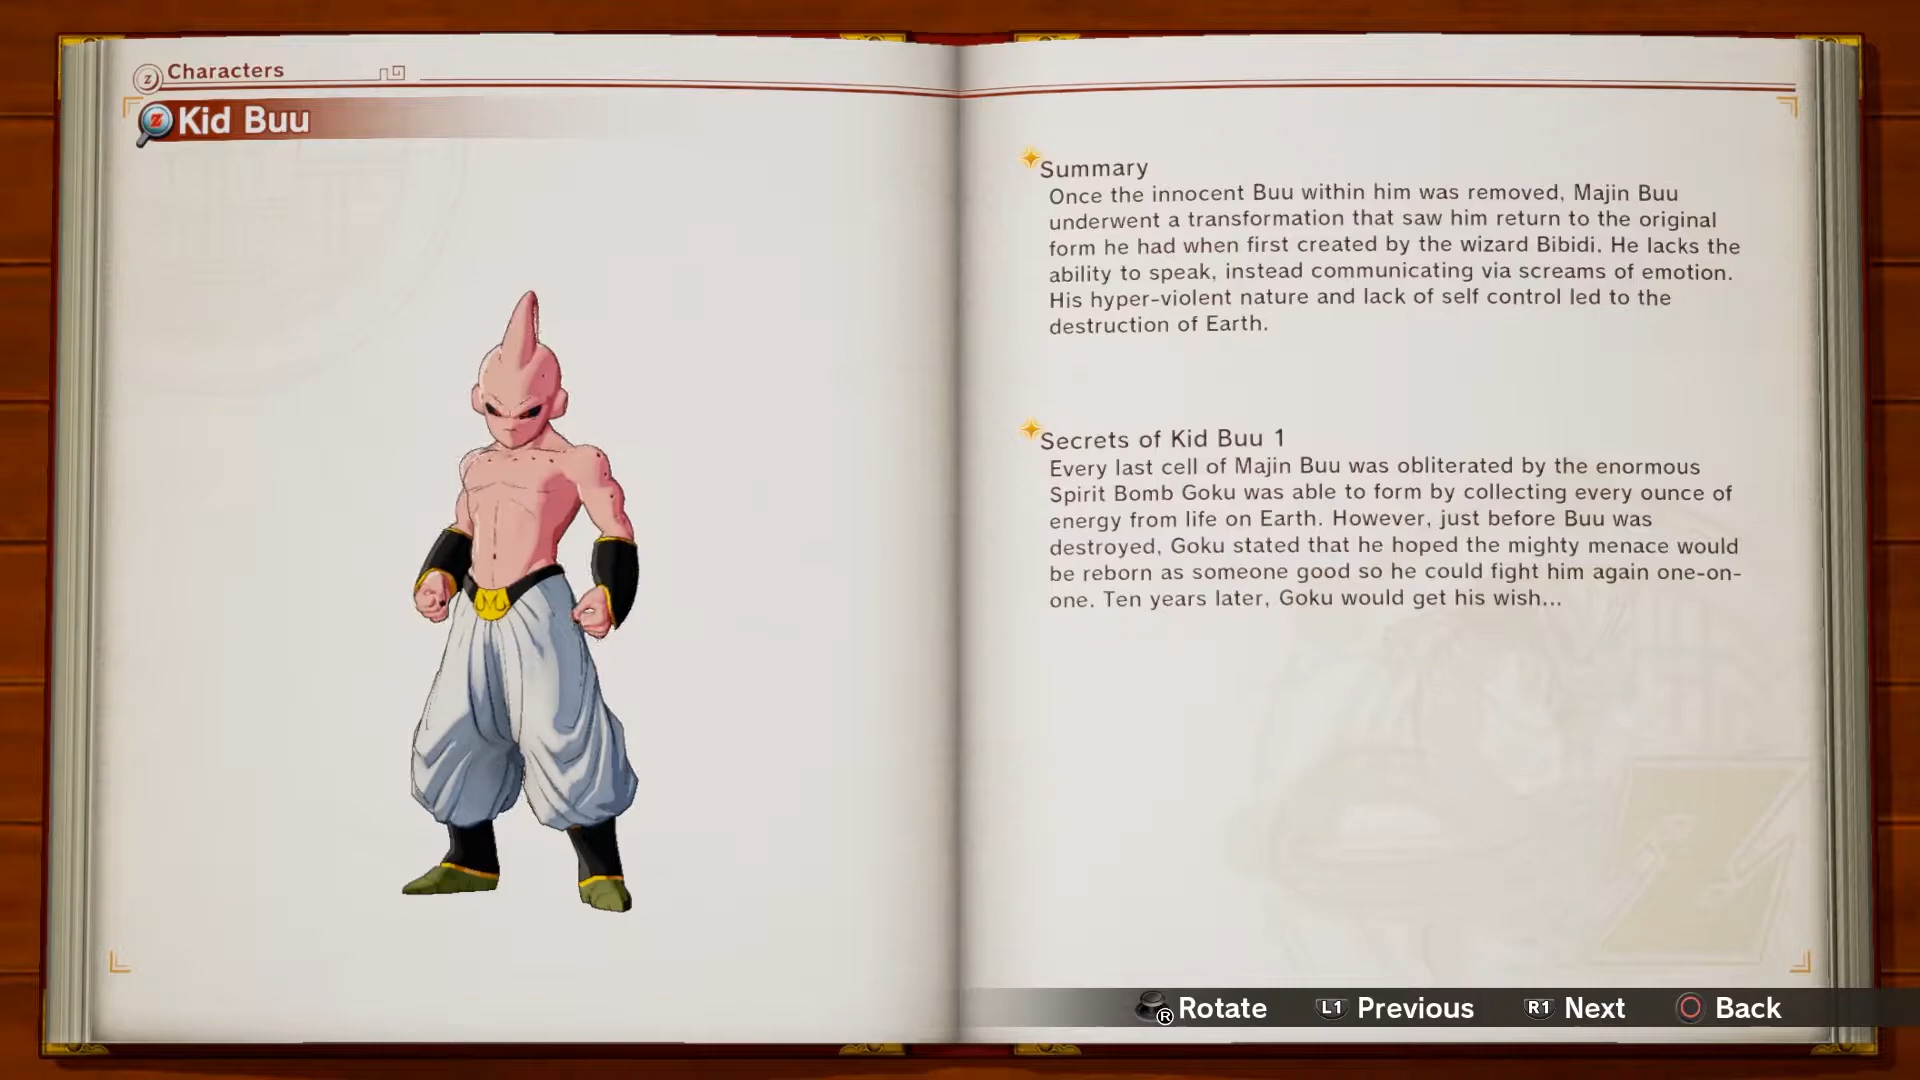 Characters
Kid Buu
Summary
Once the innocent Buu within him was removed, Majin Buu
underwent a transformation that saw him return to the original
form he had when first created by the wizard Bibidi. He lacks the
ability to speak, instead communicating via screams of emotion.
His hyper-violent nature and lack of self control led to the
destruction of Earth.
Secrets of Kid Buu 1
Every last cell of Majin Buu was obliterated by the enormous
Spirit Bomb Goku was able to form by collecting every ounce of
energy from life on Earth. However, just before Buu was
destroyed, Goku stated that he hoped the mighty menace would
be reborn as someone good so he could fight him again one-on-
one. Ten years later, Goku would get his wish...
R Rotate L1 Previous R1 Next Back